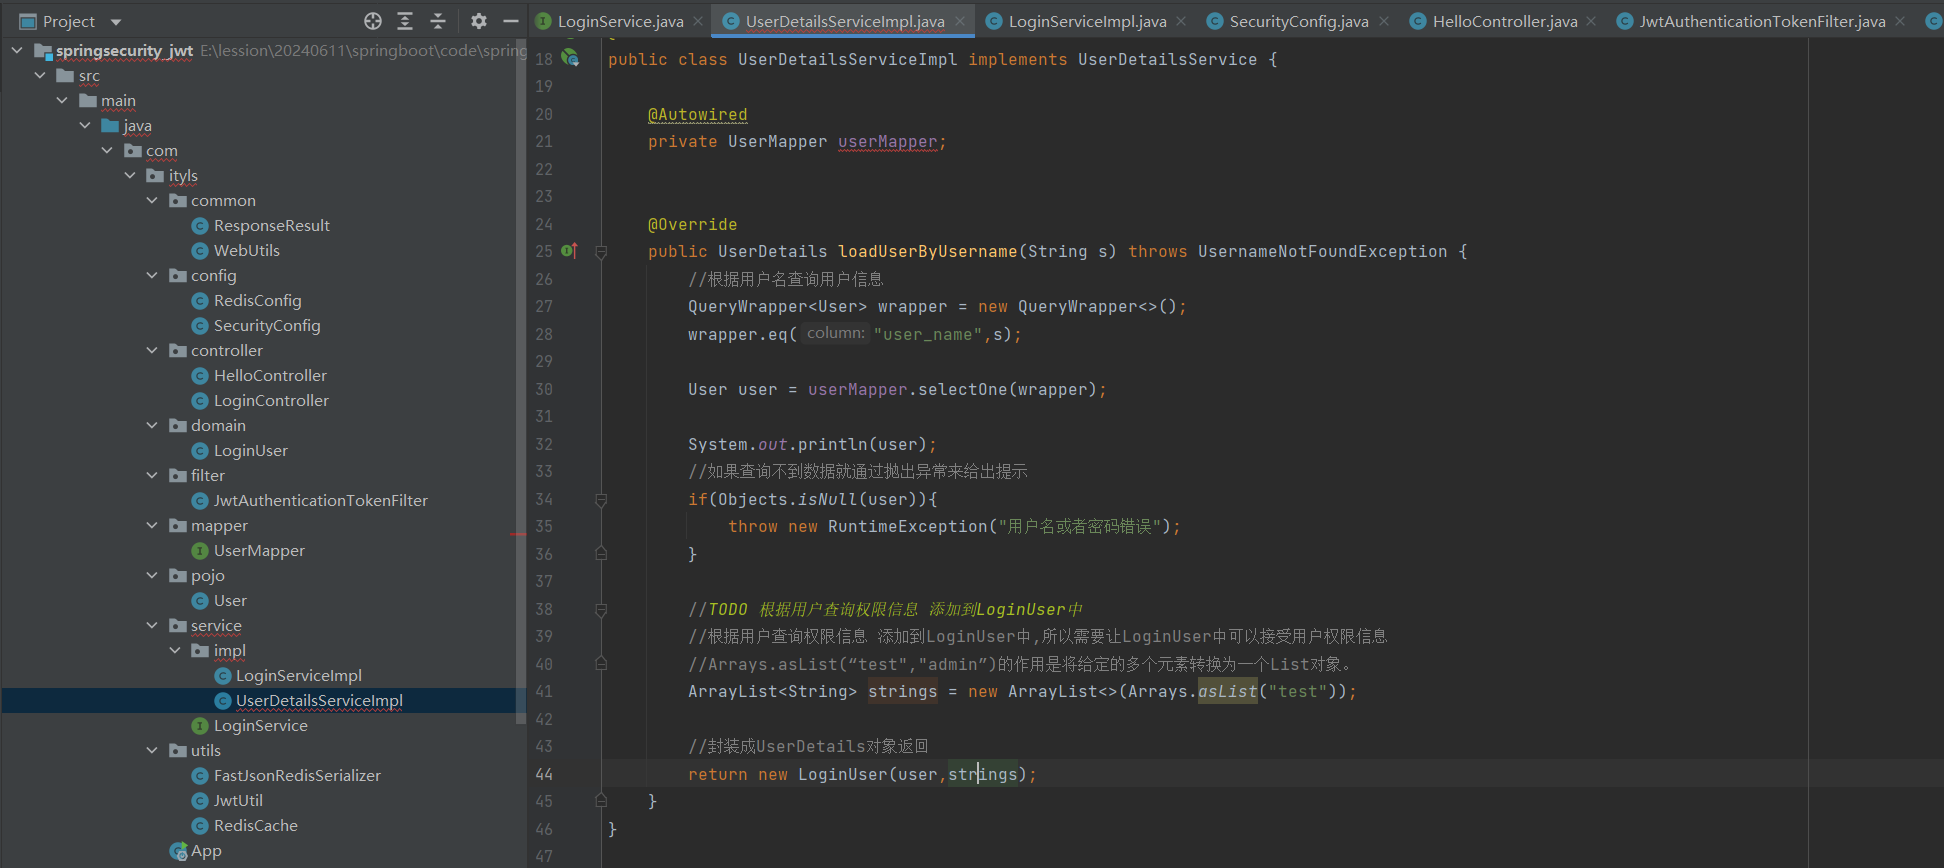 Project
springsecurity_jwt E:\lession\20240611\springboot\code\spring
src
main
java
com
ityls
common
ResponseResult
WebUtils
config
RedisConfig
SecurityConfig
controller
HelloController
LoginController
domain
LoginUser
filter
JwtAuthenticationTokenFilter
mapper
UserMapper
pojo
User
service
impl
LoginServiceImpl
UserDetailsServiceImpl
LoginService
utils
FastJsonRedisSerializer
JwtUtil
RedisCache
App
LoginService.java UserDetailsServiceImpl.java LoginServiceImpl.java SecurityConfig.java HelloController.java JwtAuthenticationTokenFilter.java
18 public class UserDetailsServiceImpl implements UserDetailsService {
19
20 @Autowired
21 private UserMapper userMapper;
22
23
24 @Override
25 public UserDetails loadUserByUsername(String s) throws UsernameNotFoundException {
26 //根据用户名查询用户信息
27 QueryWrapper<User> wrapper = new QueryWrapper<>();
28 wrapper.eq( column: "user_name",s);
29
30 User user = userMapper.selectOne(wrapper);
31
32 System.out.println(user);
33 //如果查询不到数据就通过抛出异常来给出提示
34 if(Objects.isNull(user)){
35 throw new RuntimeException("用户名或者密码错误");
36 }
37
38 //TODO 根据用户查询权限信息 添加到LoginUser中
39 //根据用户查询权限信息 添加到LoginUser中,所以需要让LoginUser中可以接受用户权限信息
40 //Arrays.asList(“test","admin”)的作用是将给定的多个元素转换为一个List对象。
41 ArrayList<String> strings = new ArrayList<>(Arrays.asList("test"));
42
43 //封装成UserDetails对象返回
44 return new LoginUser(user,strings);
45 }
46 }
47